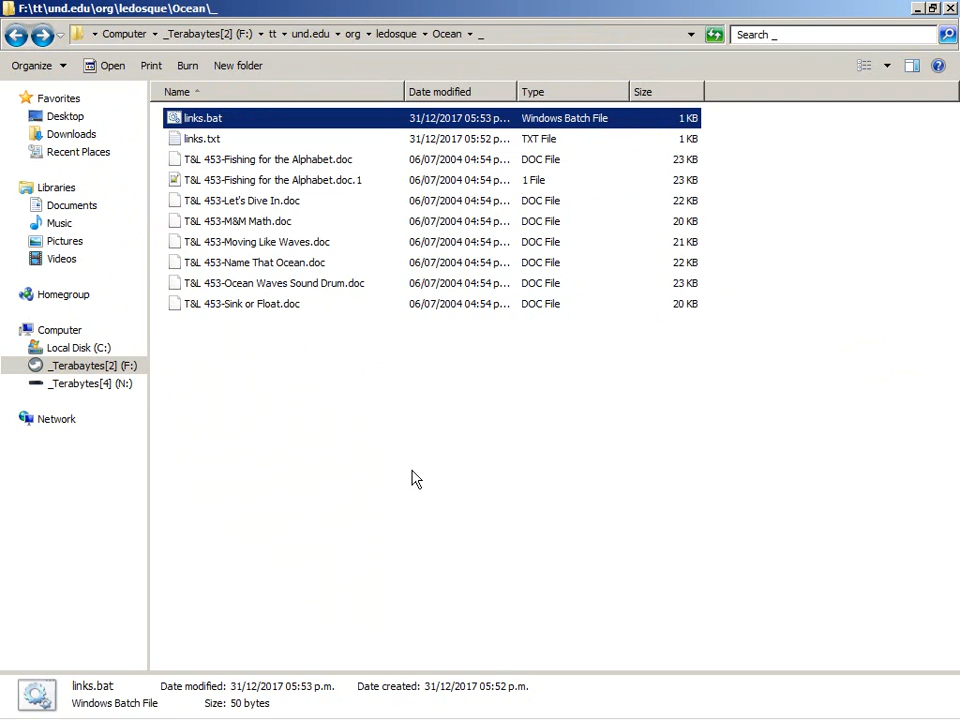 F:\tt\und.edu\org\ledosque\Ocean\_
Computer _Terabaytes[2] (F:) tt und.edu org ledosque Ocean _ Search _
Organize Open Print Burn New folder
Name Date modified Type Size
Favorites
Desktop
Downloads
Recent Places
Libraries
Documents
Music
Pictures
Videos
Homegroup
Computer
Local Disk (C:)
_Terabaytes[2] (F:)
_Terabytes[4] (N:)
Network
links.bat 31/12/2017 05:53 p... Windows Batch File 1 KB
links.txt 31/12/2017 05:52 p... TXT File 1 KB
T&L 453-Fishing for the Alphabet.doc 06/07/2004 04:54 p... DOC File 23 KB
T&L 453-Fishing for the Alphabet.doc.1 06/07/2004 04:54 p... 1 File 23 KB
T&L 453-Let's Dive In.doc 06/07/2004 04:54 p... DOC File 22 KB
T&L 453-M&M Math.doc 06/07/2004 04:54 p... DOC File 20 KB
T&L 453-Moving Like Waves.doc 06/07/2004 04:54 p... DOC File 21 KB
T&L 453-Name That Ocean.doc 06/07/2004 04:54 p... DOC File 22 KB
T&L 453-Ocean Waves Sound Drum.doc 06/07/2004 04:54 p... DOC File 23 KB
T&L 453-Sink or Float.doc 06/07/2004 04:54 p... DOC File 20 KB
links.bat Date modified: 31/12/2017 05:53 p.m. Date created: 31/12/2017 05:52 p.m.
Windows Batch File Size: 50 bytes